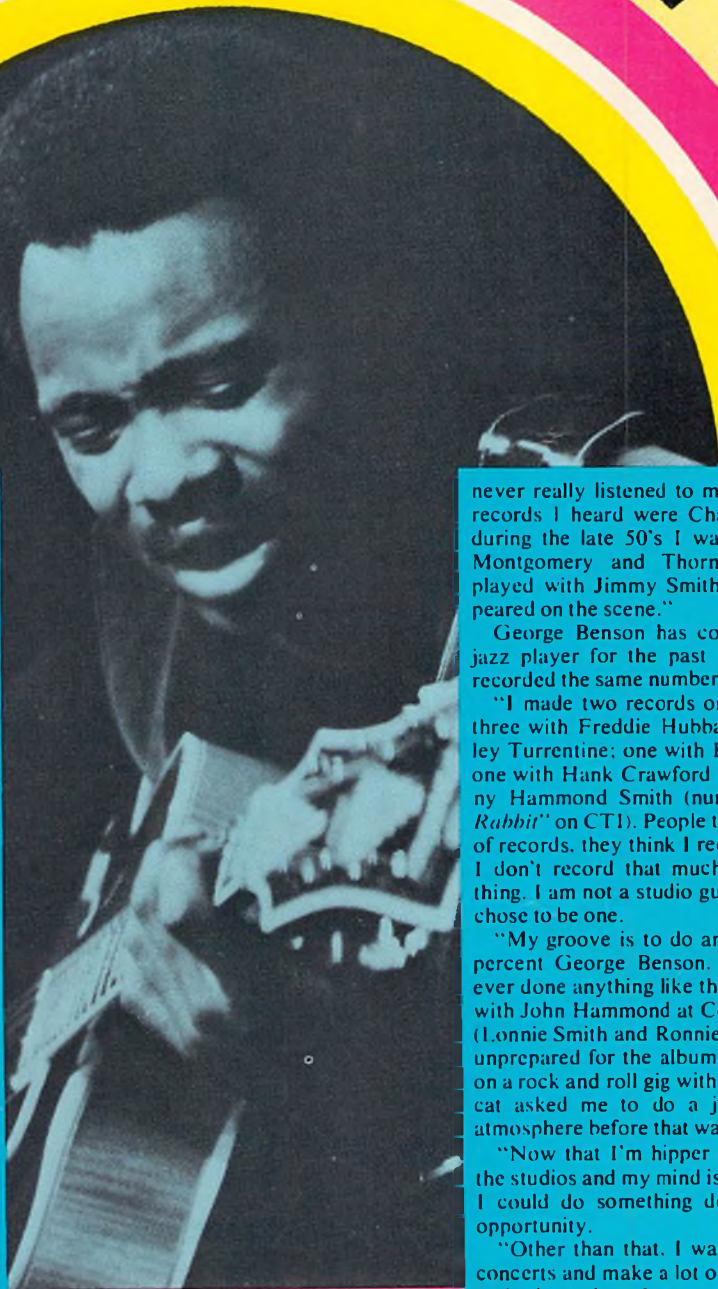 never really listened to m
records I heard were Cha
during the late 50's I wa
Montgomery and Thorn
played with Jimmy Smith
peared on the scene."
George Benson has co
jazz player for the past
recorded the same number
"I made two records or
three with Freddie Hubba
ley Turrentine; one with
one with Hank Crawford
ny Hammond Smith (nu
Rabbit" on CTI). People t
of records, they think I rec
I don't record that much
thing. I am not a studio gu
chose to be one.
"My groove is to do an
percent George Benson.
ever done anything like th
with John Hammond at C
(Lonnie Smith and Ronnie
unprepared for the album
on a rock and roll gig with
cat asked me to do a j
atmosphere before that wa
"Now that I'm hipper
the studios and my mind is
I could do something de
opportunity.
"Other than that, I wa
concerts and make a lot o